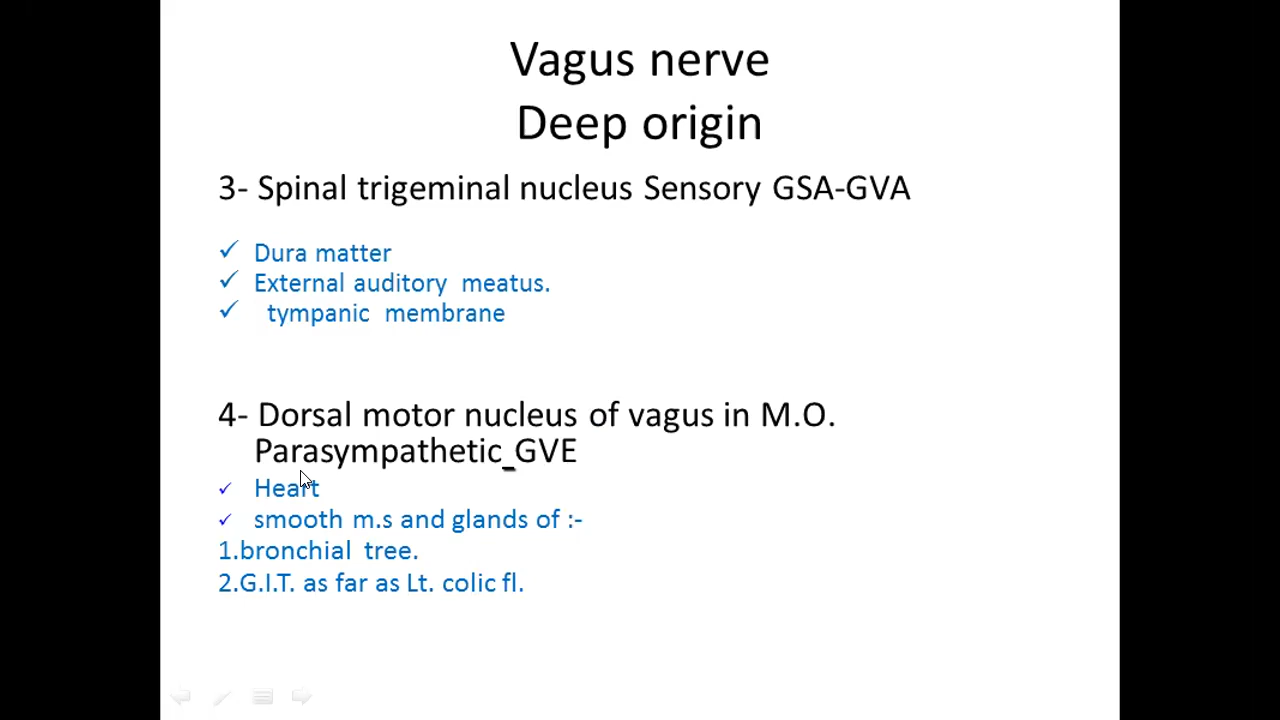 Vagus nerve
Deep origin
3- Spinal trigeminal nucleus Sensory GSA-GVA
✓ Dura matter
✓ External auditory meatus.
✓ tympanic membrane
4- Dorsal motor nucleus of vagus in M.O.
Parasympathetic_GVE
✓ Heart
✓ smooth m.s and glands of :-
1.bronchial tree.
2.G.I.T. as far as Lt. colic fl.